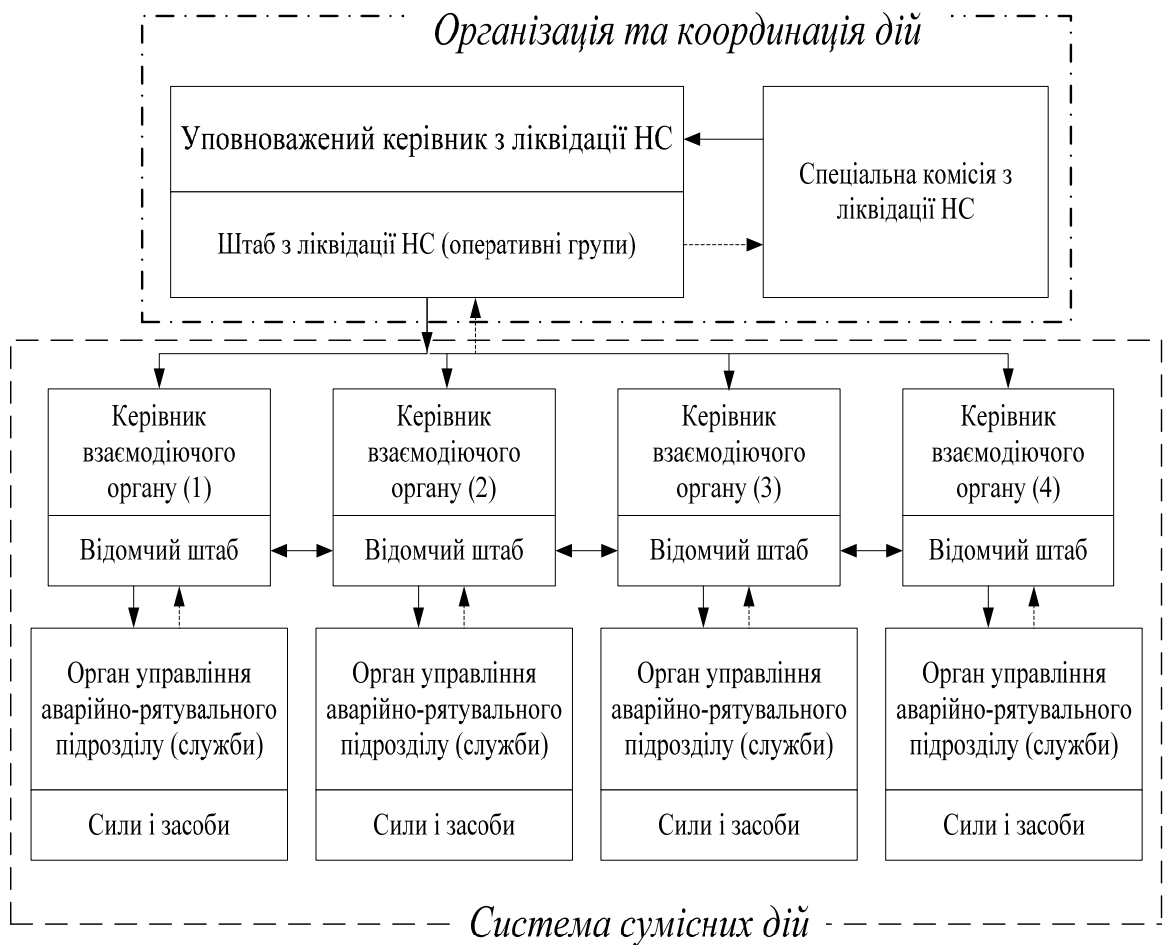 Організація та координація дій
Уповноважений керівник з ліквідації НС
Спеціальна комісія з
ліквідації НС
Штаб з ліквідації НС (оперативні групи)
Керівник
взаємодіючого
органу (1)
Відомчий штаб
Керівник
взаємодіючого
органу (2)
Відомчий штаб
Керівник
взаємодіючого
органу (3)
Відомчий штаб
Керівник
взаємодіючого
органу (4)
Відомчий штаб
Орган управління
аварійно-рятувального
підрозділу (служби)
Сили і засоби
Орган управління
аварійно-рятувального
підрозділу (служби)
Сили і засоби
Орган управління
аварійно-рятувального
підрозділу (служби)
Сили і засоби
Орган управління
аварійно-рятувального
підрозділу (служби)
Сили і засоби
Система сумісних дій